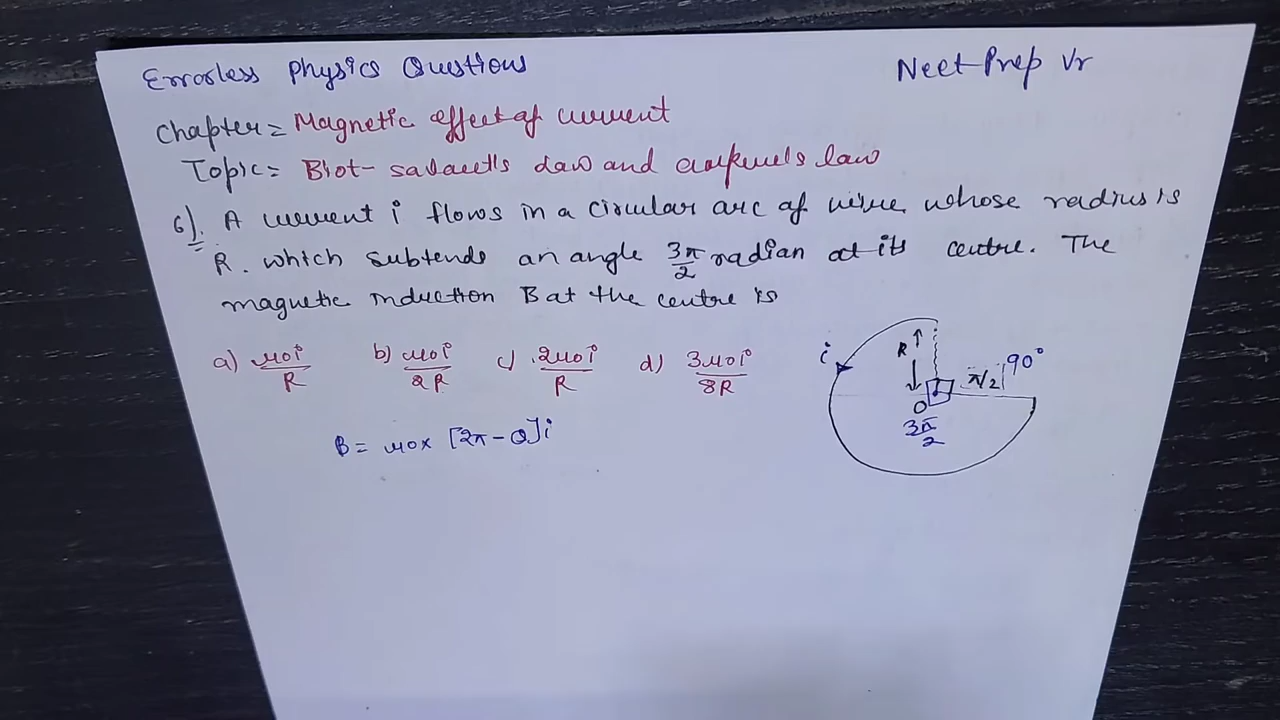 Errorless Physics Questions
Neet Prep Vr
Chapter = Magnetic effect of current
Topic = Biot-savart's Law and ampere's law
6). A current i flows in a circular arc of wire whose radius is
R. which subtends an angle 3π/2 radian at its centre. The
magnetic induction B at the centre is
a) μ0i/R b) μ0i/2R c) 2μ0i/R d) 3μ0i/8R
i R π/2 90°
O
3π/2
B = μ0x [2π-θ]i